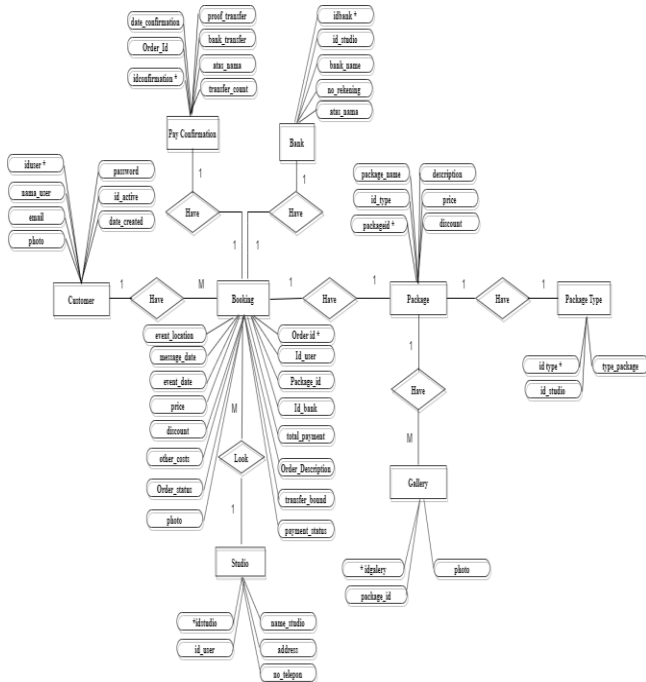 date_confirmation
Order_Id
idconfirmation *
proof_transfer
bank_transfer
atas_nama
transfer_count
Pay Confirmation
idbank *
id_studio
bank_name
no_rekening
atas_nama
Bank
1
Have
1
1
Have
1
iduser *
nama_user
email
photo
password
id_active
date_created
Customer
1
Have
M
Booking
1
Have
1
package_name
id_type
packageid *
description
price
discount
Package
1
Have
1
Package Type
id type *
id_studio
type_package
event_location
message_date
event_date
price
discount
other_costs
Order_status
photo
Order id *
Id_user
Package_id
Id_bank
total_payment
Order_Description
transfer_bound
payment_status
M
Look
1
Studio
*idstudio
id_user
name_studio
address
no_telepon
1
Have
M
Gallery
* idgalery
package_id
photo